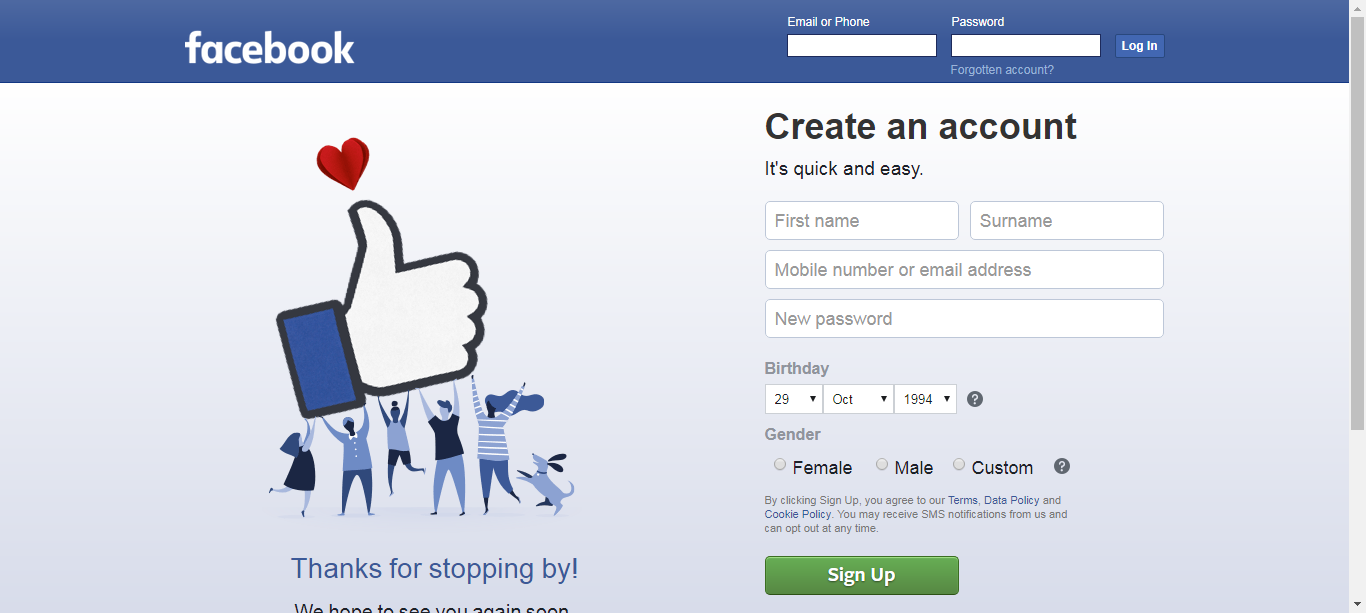 facebook
Email or Phone
Password
Log In
Forgotten account?
Create an account
It's quick and easy.
First name
Surname
Mobile number or email address
New password
Birthday
29
Oct
1994
?
Gender
Female
Male
Custom
?
By clicking Sign Up, you agree to our Terms, Data Policy and
Cookie Policy. You may receive SMS notifications from us and
can opt out at any time.
Sign Up
Thanks for stopping by!
We hope to see you again soon.